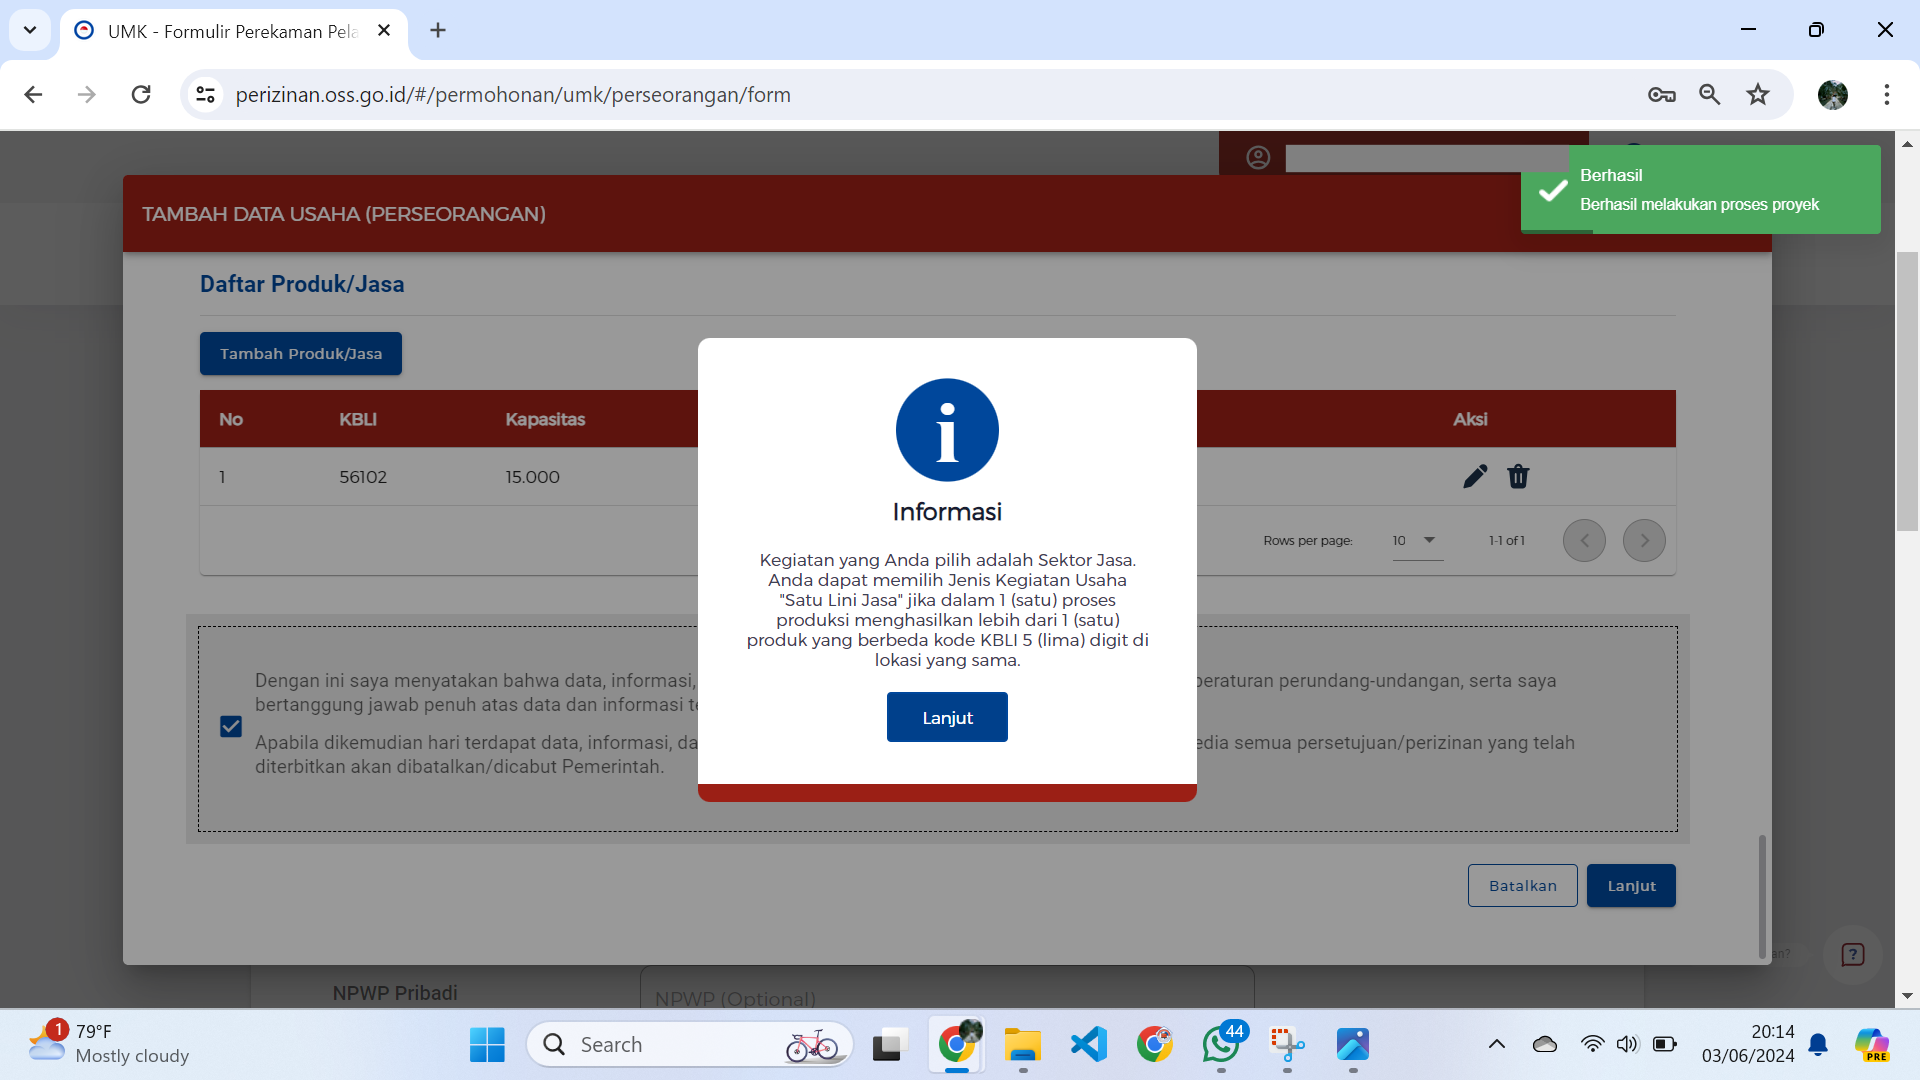 UMK - Formulir Perekaman Pela
perizinan.oss.go.id/#/permohonan/umk/perseorangan/form
Berhasil
Berhasil melakukan proses proyek
TAMBAH DATA USAHA (PERSEORANGAN)
Daftar Produk/Jasa
Tambah Produk/Jasa
No KBLI Kapasitas Aksi
1 56102 15.000
Rows per page: 10 1-1 of 1
Informasi
Kegiatan yang Anda pilih adalah Sektor Jasa.
Anda dapat memilih Jenis Kegiatan Usaha
"Satu Lini Jasa" jika dalam 1 (satu) proses
produksi menghasilkan lebih dari 1 (satu)
produk yang berbeda kode KBLI 5 (lima) digit di
lokasi yang sama.
Lanjut
Dengan ini saya menyatakan bahwa data, informasi, peraturan perundang-undangan, serta saya
bertanggung jawab penuh atas data dan informasi te
Apabila dikemudian hari terdapat data, informasi, da edia semua persetujuan/perizinan yang telah
diterbitkan akan dibatalkan/dicabut Pemerintah.
Batalkan Lanjut
an?
NPWP Pribadi
NPWP (Optional)
1
79°F
Mostly cloudy
Search
44
20:14
03/06/2024
PRE